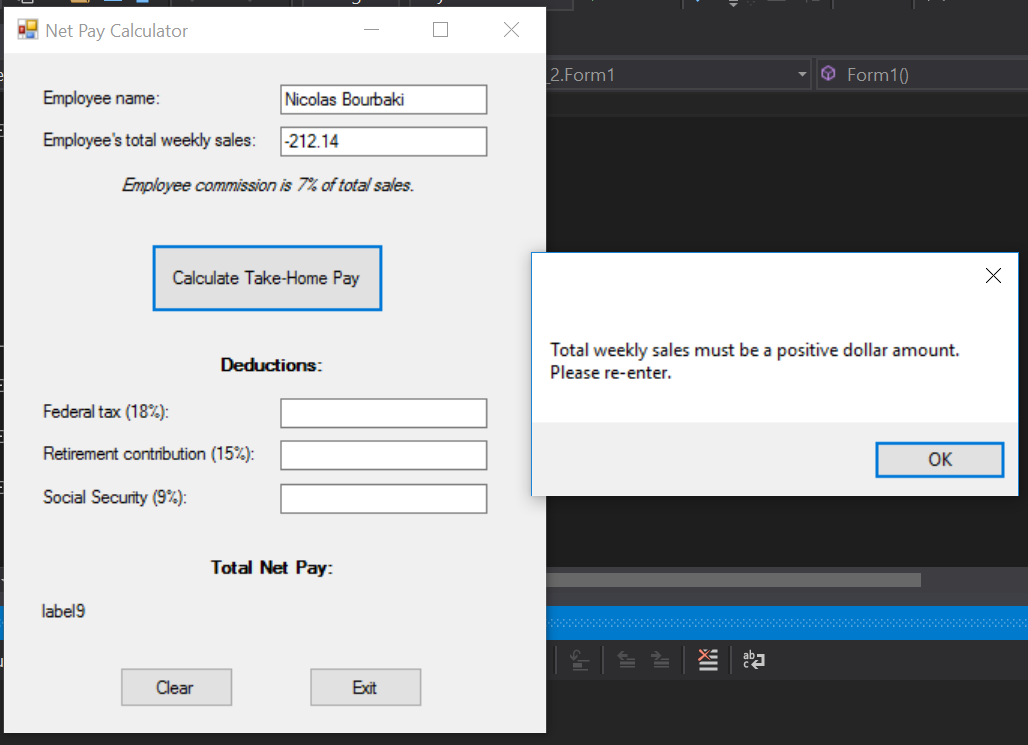 Net Pay Calculator
_2.Form1
Form1()
Employee name:
Nicolas Bourbaki
Employee's total weekly sales:
-212.14
Employee commission is 7% of total sales.
Calculate Take-Home Pay
Total weekly sales must be a positive dollar amount.
Please re-enter.
OK
Deductions:
Federal tax (18%):
Retirement contribution (15%):
Social Security (9%):
Total Net Pay:
label9
Clear
Exit